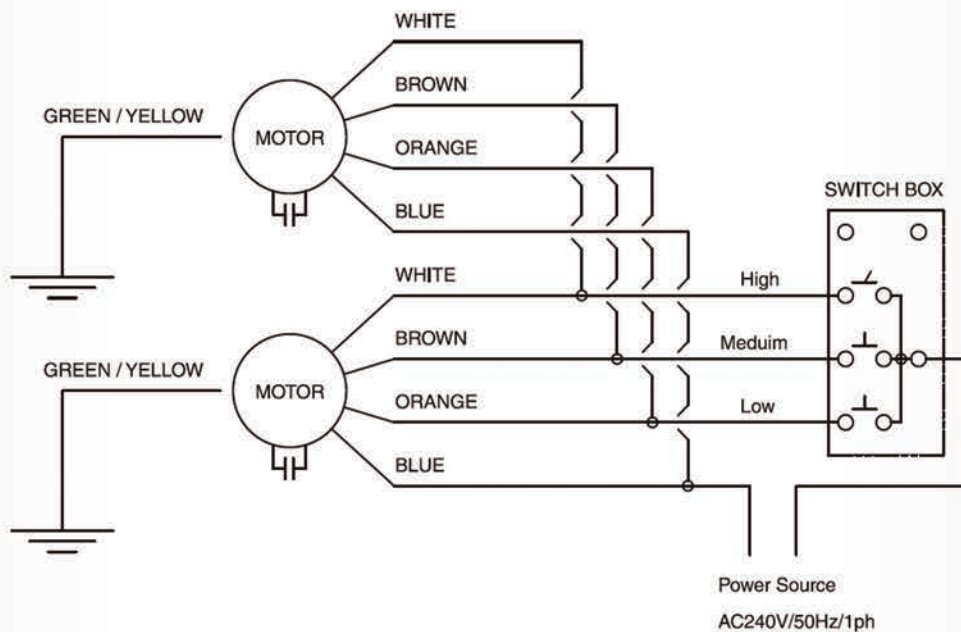 WHITE
BROWN
GREEN / YELLOW
MOTOR
ORANGE
BLUE
SWITCH BOX
WHITE
High
BROWN
Meduim
GREEN / YELLOW
MOTOR
ORANGE
Low
BLUE
Power Source
AC240V/50Hz/1ph